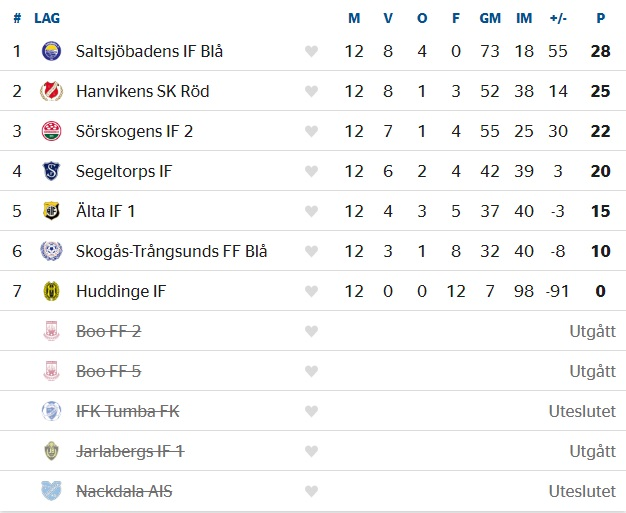 # LAG M V O F GM IM +/- P
1 Saltsjöbadens IF Blå 12 8 4 0 73 18 55 28
2 Hanvikens SK Röd 12 8 1 3 52 38 14 25
3 Sörskogens IF 2 12 7 1 4 55 25 30 22
4 Segeltorps IF 12 6 2 4 42 39 3 20
5 Älta IF 1 12 4 3 5 37 40 -3 15
6 Skogås-Trångsunds FF Blå 12 3 1 8 32 40 -8 10
7 Huddinge IF 12 0 0 12 7 98 -91 0
Boo FF 2 Utgått
Boo FF 5 Utgått
IFK Tumba FK Uteslutet
Jarlabergs IF 1 Utgått
Nackdala AIS Uteslutet